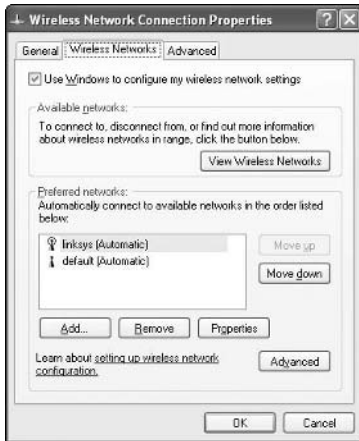 Wireless Network Connection Properties
General Wireless Networks Advanced
Use Windows to configure my wireless network settings
Available networks:
To connect to, disconnect from, or find out more information
about wireless networks in range, click the button below.
View Wireless Networks
Preferred networks:
Automatically connect to available networks in the order listed
below:
linksys (Automatic)
default (Automatic)
Move up
Move down
Add... Remove Properties
Learn about setting up wireless network
configuration.
Advanced
OK Cancel